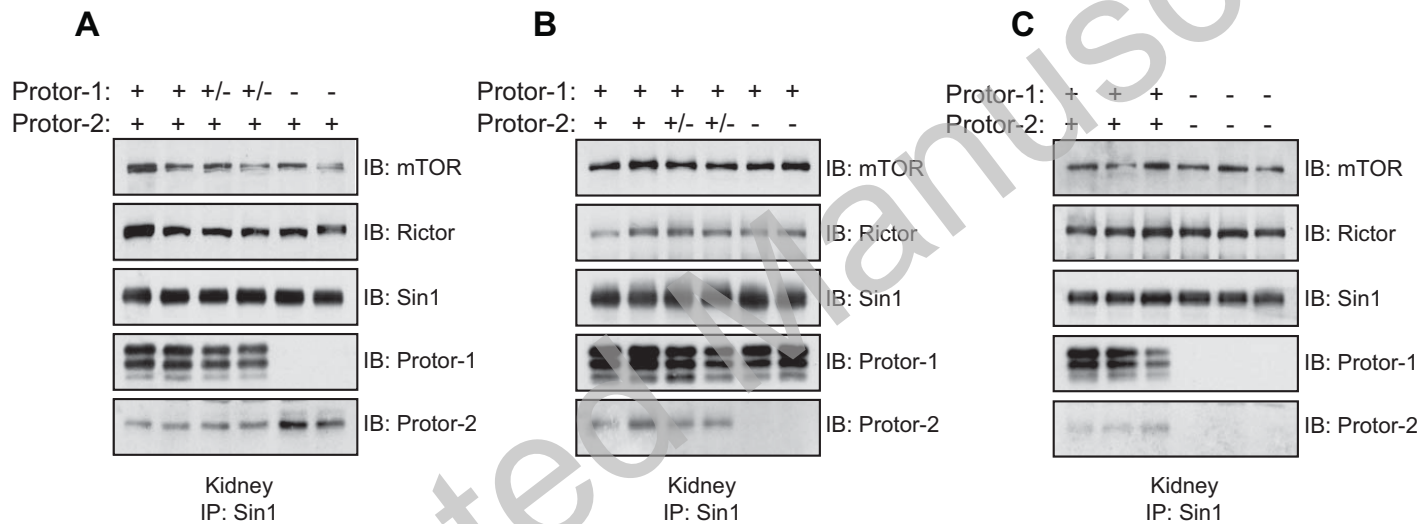 A
Protor-1: + + +/- +/- - -
Protor-2: + + + + + +
IB: mTOR
IB: Rictor
IB: Sin1
IB: Protor-1
IB: Protor-2
Kidney
IP: Sin1
B
Protor-1: + + + + + +
Protor-2: + + +/- +/- - -
IB: mTOR
IB: Rictor
IB: Sin1
IB: Protor-1
IB: Protor-2
Kidney
IP: Sin1
C
Protor-1: + + + - - -
Protor-2: + + + - - -
IB: mTOR
IB: Rictor
IB: Sin1
IB: Protor-1
IB: Protor-2
Kidney
IP: Sin1
ted Manusc